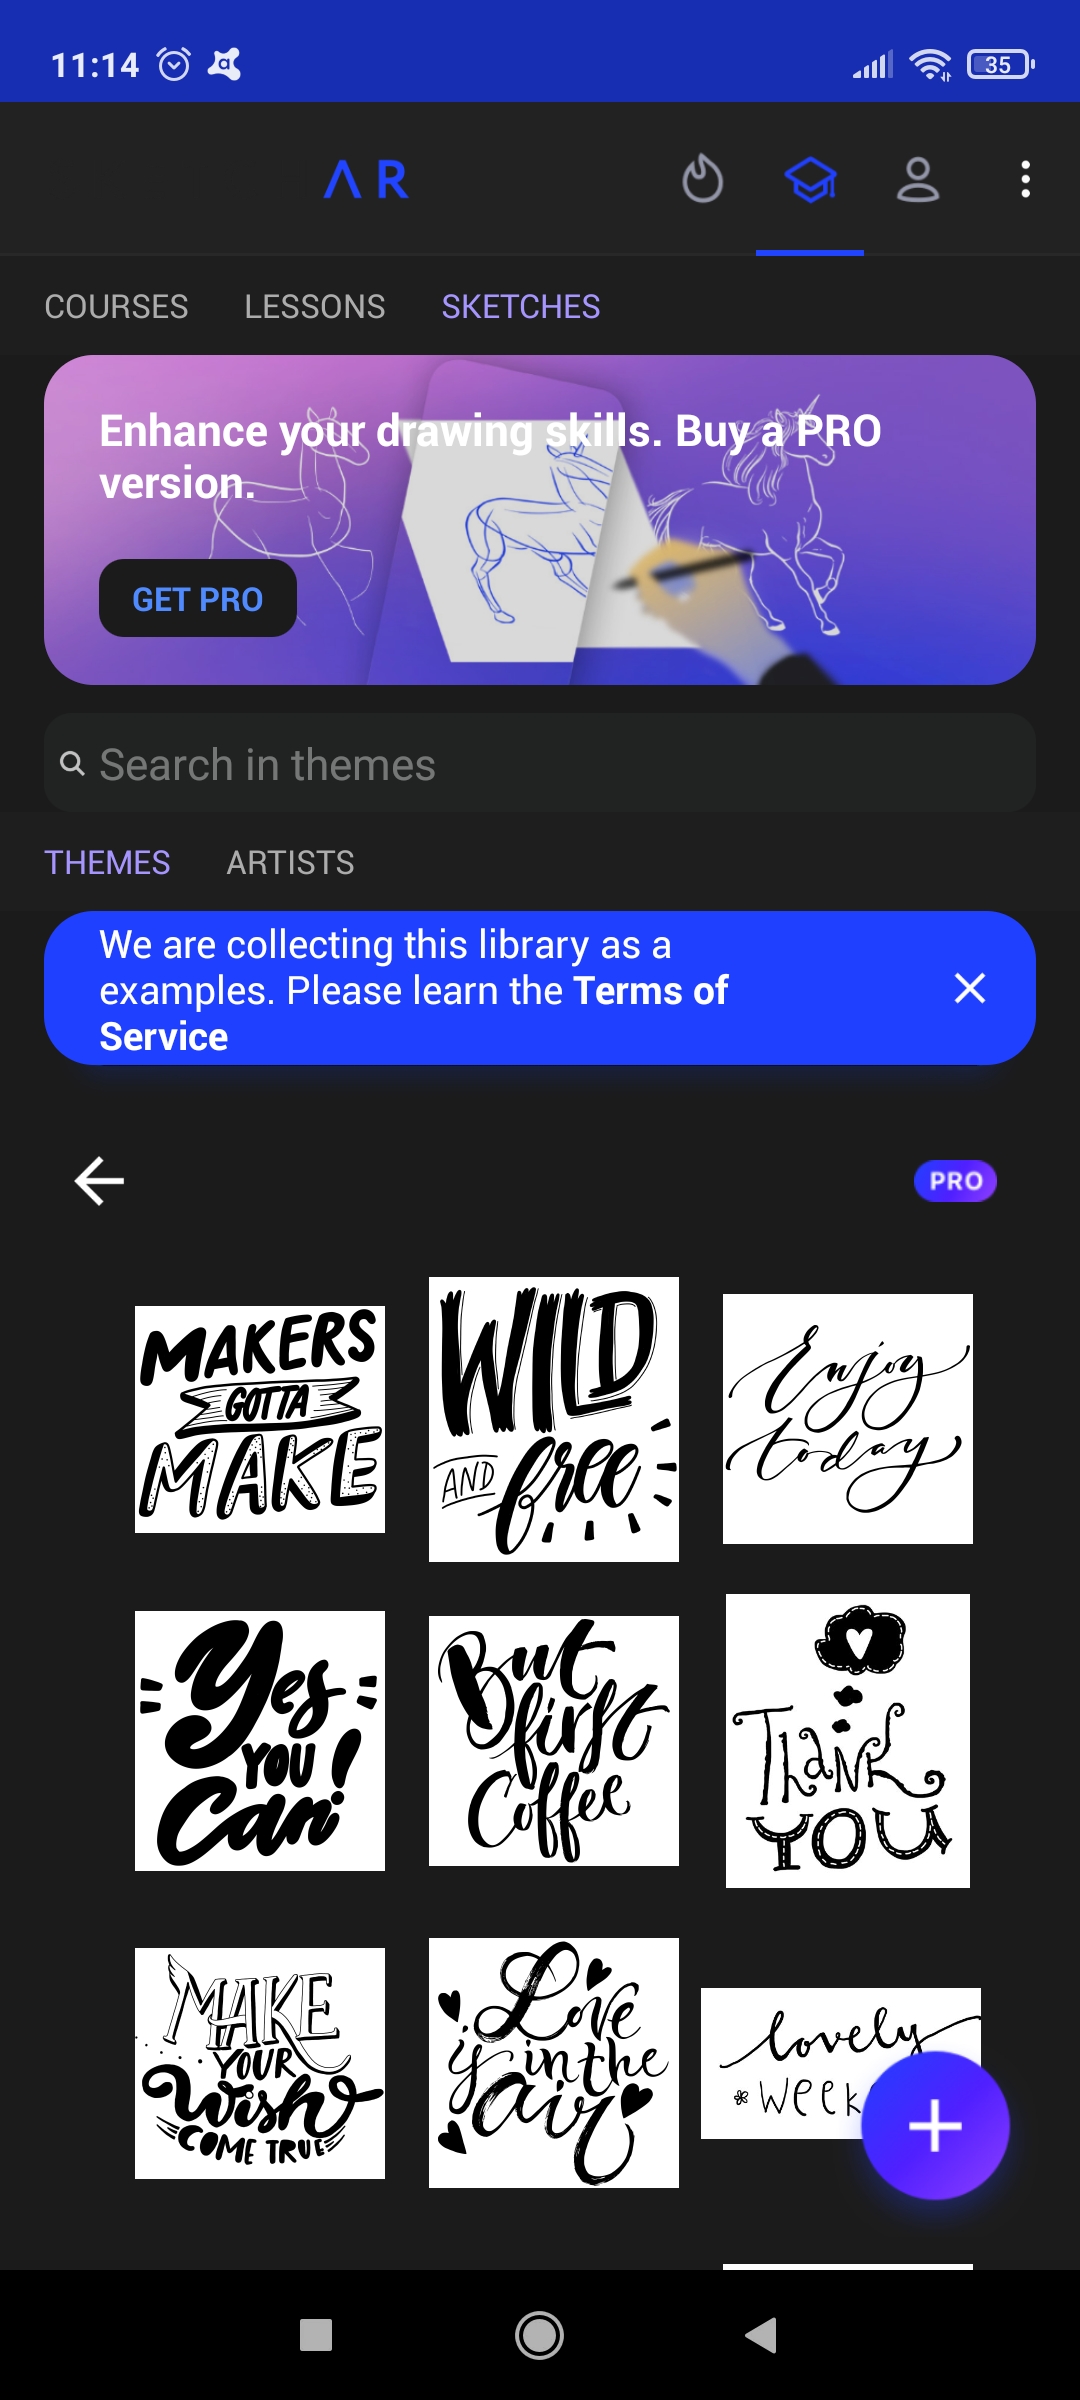 11:14
35
ΛR
COURSES LESSONS SKETCHES
Enhance your drawing skills. Buy a PRO
version.
GET PRO
Search in themes
THEMES ARTISTS
We are collecting this library as a
examples. Please learn the Terms of
Service
PRO
MAKERS
GOTTA
MAKE
WILD
AND free
Enjoy
today
Yes
YOU
Can!
But
first
Coffee
Thank
YOU
MAKE
YOUR
Wish
COME TRUE
Love
is in the
air
lovely